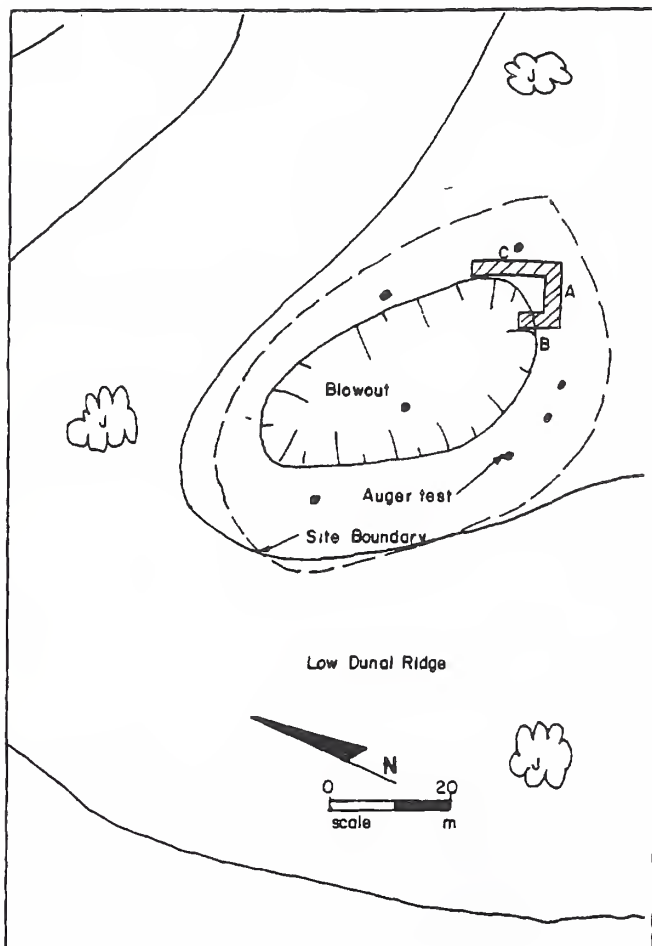 J
C
A
B
Blowout
J
Auger test
Site Boundary
Low Dunal Ridge
N
J
0 20
scale m